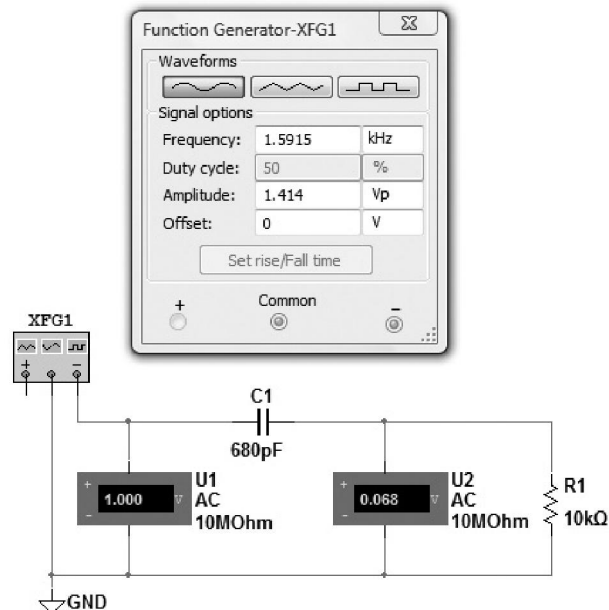 Function Generator-XFG1
Waveforms
Signal options
Frequency: 1.5915 kHz
Duty cycle: 50 %
Amplitude: 1.414 Vp
Offset: 0 V
Set rise/Fall time
+ Common −
XFG1
+ −
C1
680pF
+ 1.000 V −
U1
AC
10MOhm
+ 0.068 V −
U2
AC
10MOhm
R1
10kΩ
GND